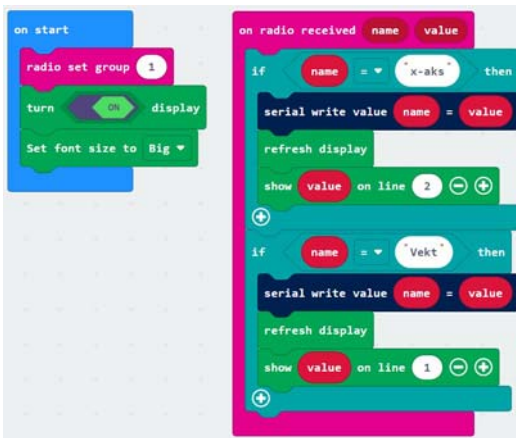 on start
radio set group 1
turn ON display
Set font size to Big
on radio received name value
if name = "x-aks" then
serial write value name = value
refresh display
show value on line 2
if name = "Vekt" then
serial write value name = value
refresh display
show value on line 1